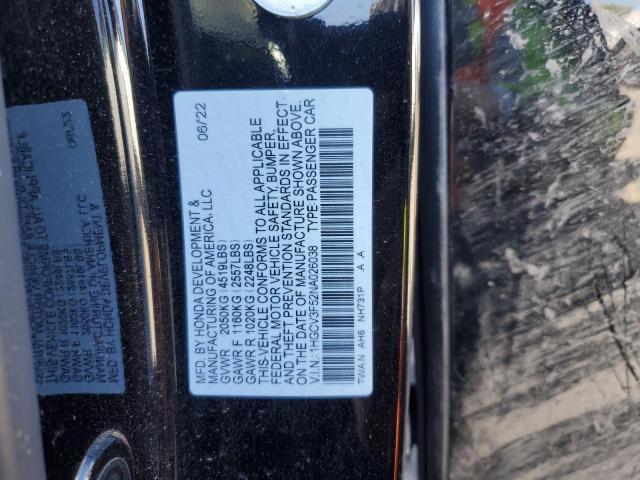 MFD. BY HONDA DEVELOPMENT & 06/'22
MANUFACTURING OF AMERICA, LLC
GVWR 2050KG (4519LBS)
GAWR F 1160KG (2557LBS)
GAWR R 1020KG (2248LBS)
THIS VEHICLE CONFORMS TO ALL APPLICABLE
FEDERAL MOTOR VEHICLE SAFETY, BUMPER,
AND THEFT PREVENTION STANDARDS IN EFFECT
ON THE DATE OF MANUFACTURE SHOWN ABOVE.
V.I.N.: 1HGCV3F52NA026038 TYPE: PASSENGER CAR
TWAN AH6 NH731P A A